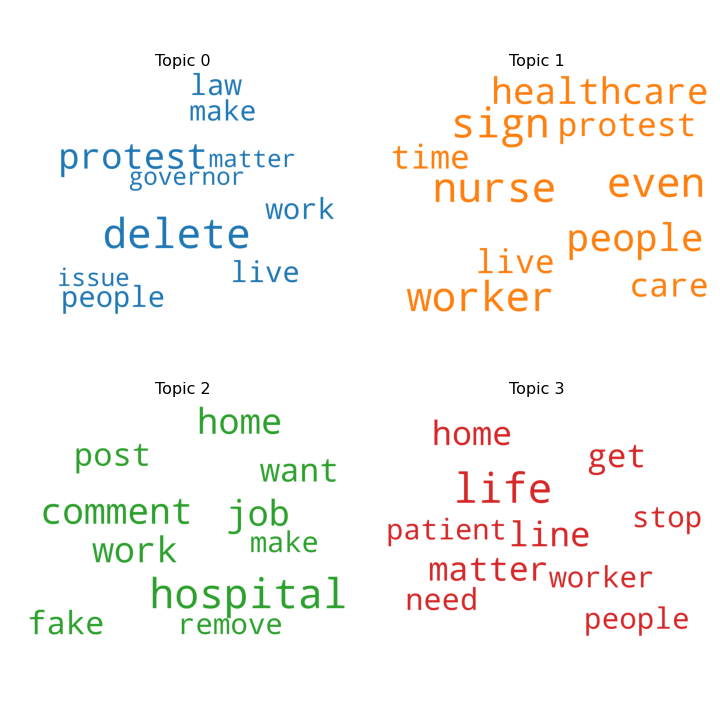 Topic 0
law
make
protest matter
governor
work
delete
issue live
people
Topic 1
healthcare
sign protest
time
nurse even
people
live
care
worker
Topic 2
home
post
want
comment job
work make
hospital
fake remove
Topic 3
home
get
life
stop
patient line
matter worker
need
people